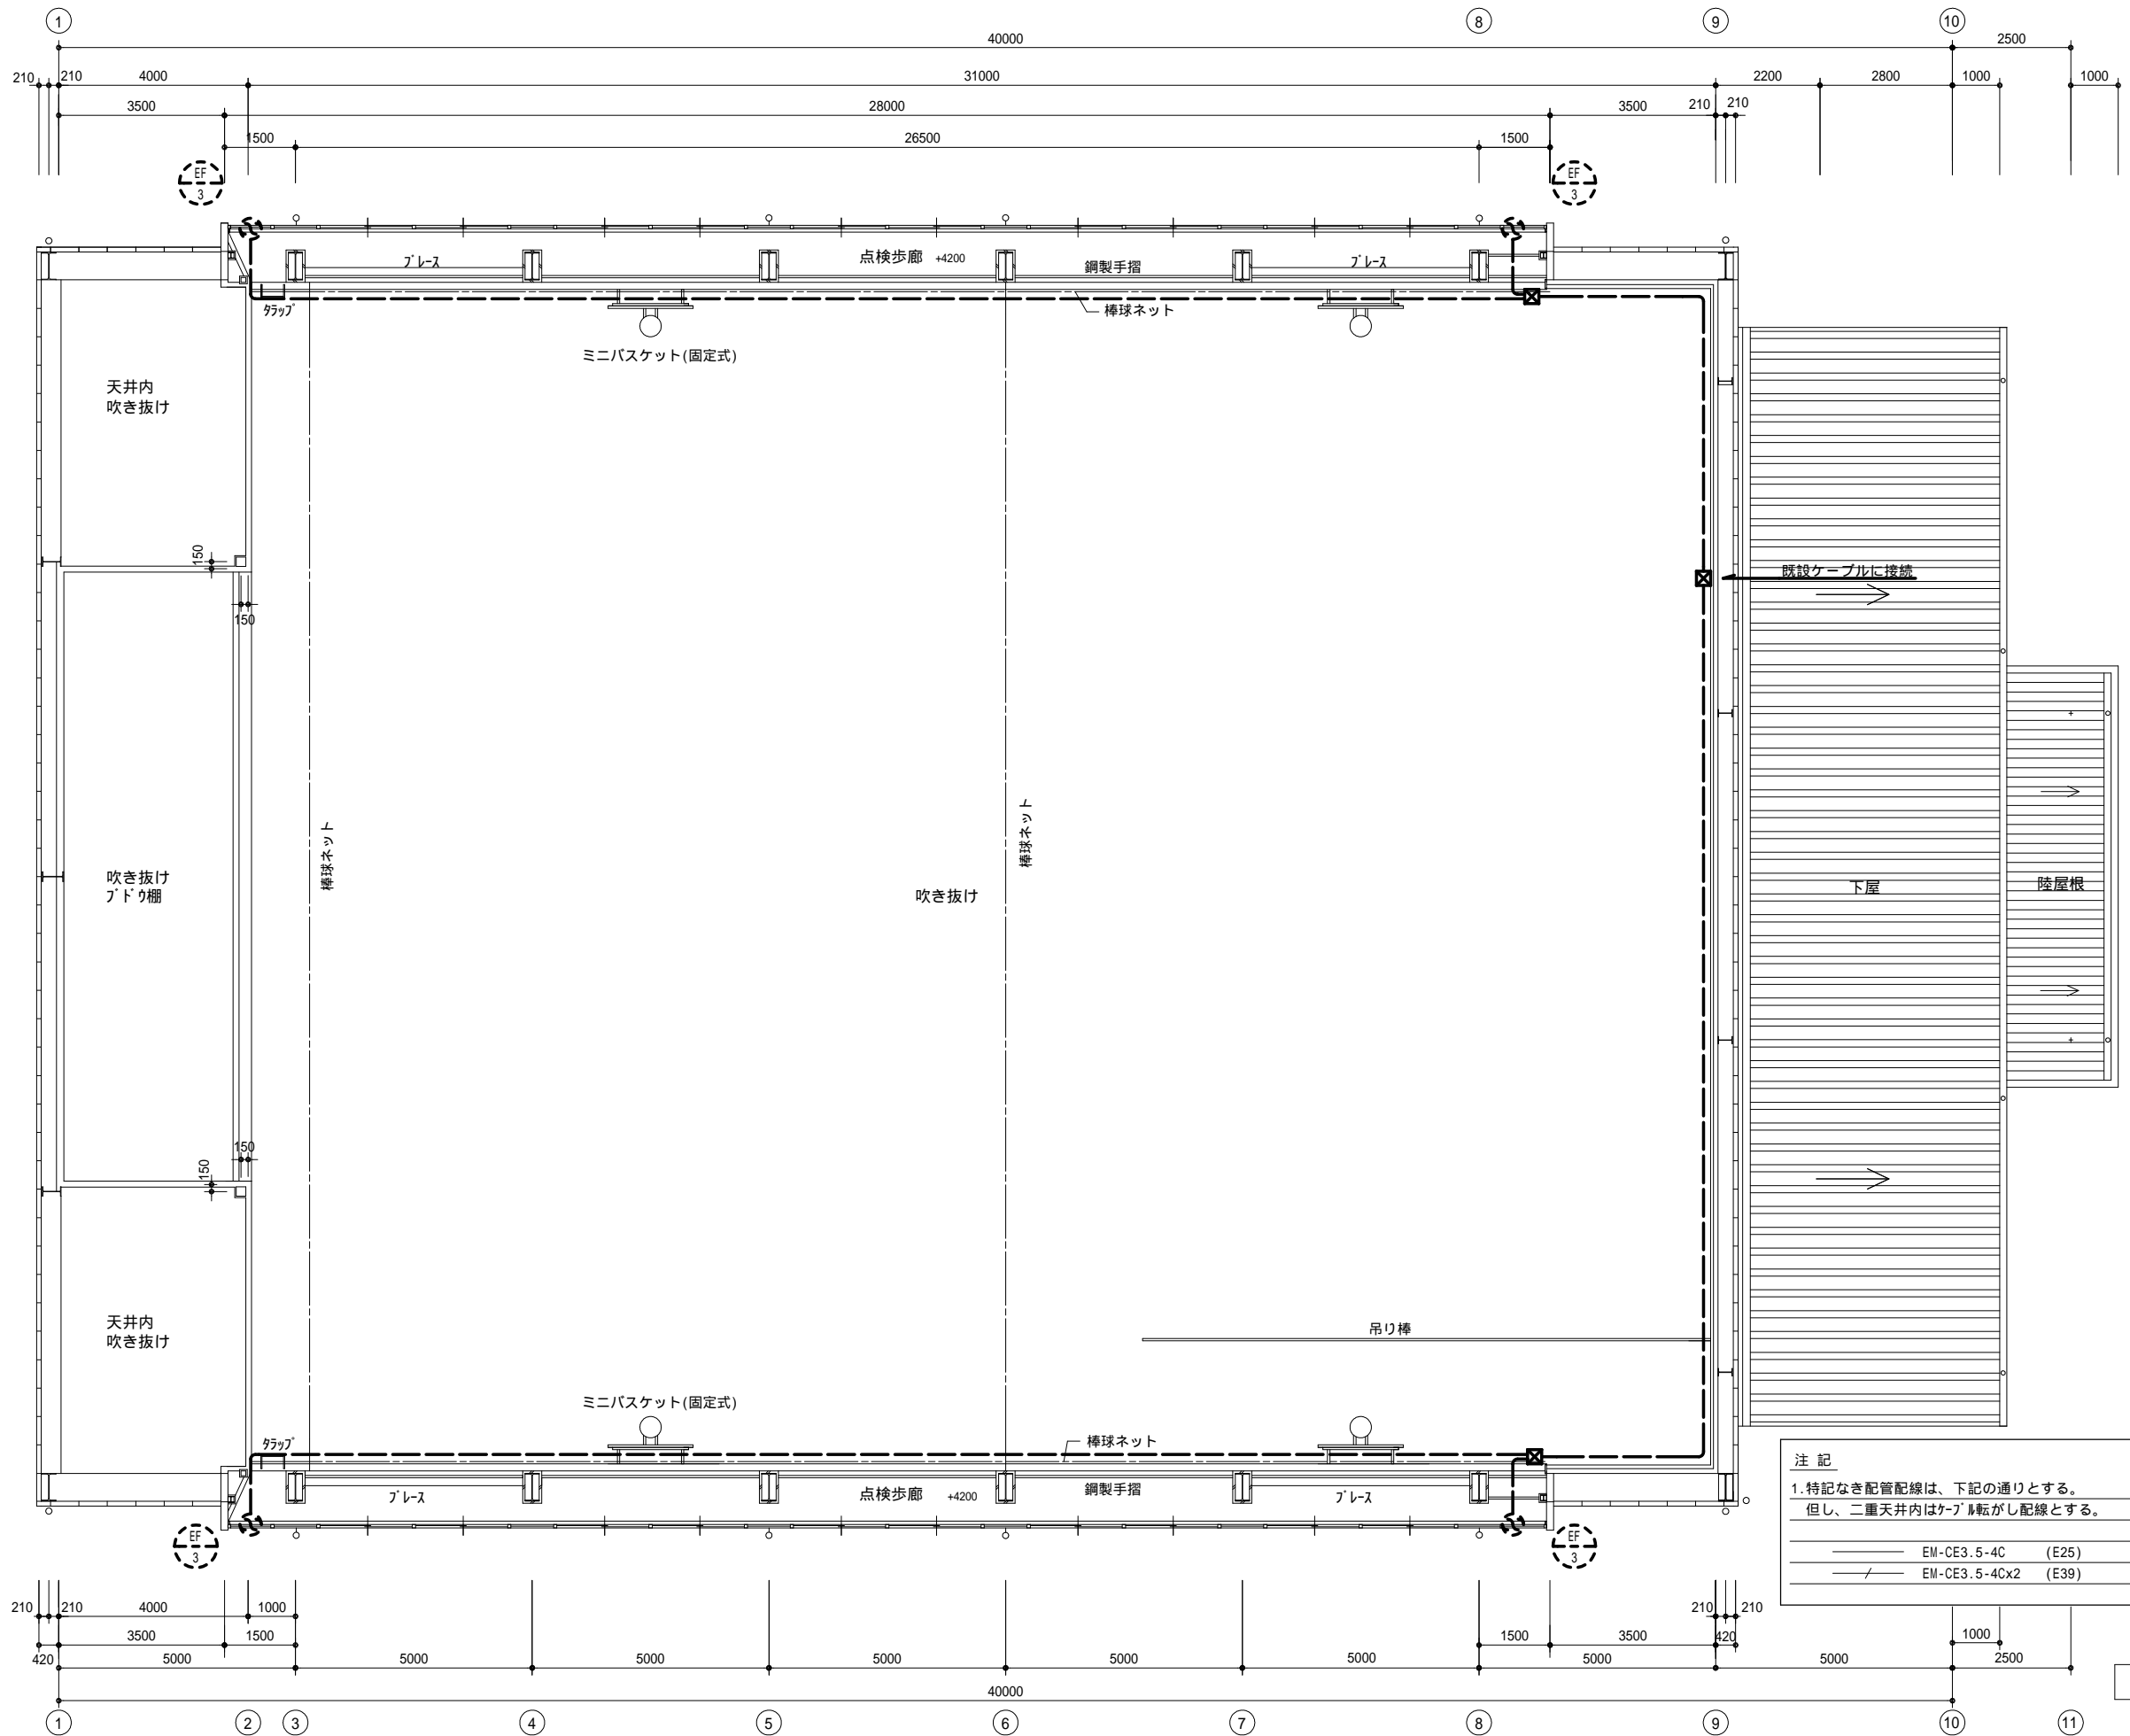 1 8 9 10
40000 2500
210 210 4000 31000 2200 2800 1000 1000
3500 28000 3500 210 210
1500 26500 1500
EF
3
EF
3
ブレース
点検歩廊 +4200
鋼製手摺
ブレース
タラップ
棒球ネット
ミニバスケット(固定式)
天井内
吹き抜け
150
150
既設ケーブルに接続
棒球ネット
棒球ネット
吹き抜け
ブドウ棚
吹き抜け
下屋
陸屋根
150
150
天井内
吹き抜け
吊り棒
ミニバスケット(固定式)
タラップ
棒球ネット
ブレース
点検歩廊 +4200
鋼製手摺
ブレース
EF
3
EF
3
注 記
1.特記なき配管配線は、下記の通りとする。
但し、二重天井内はケーブル転がし配線とする。
EM-CE3.5-4C (E25)
EM-CE3.5-4Cx2 (E39)
210 210 4000 1000 210 210
3500 1500 1500 3500 420 1000
420 5000 5000 5000 5000 5000 5000 5000 5000 2500
40000
1 2 3 4 5 6 7 8 9 10 11